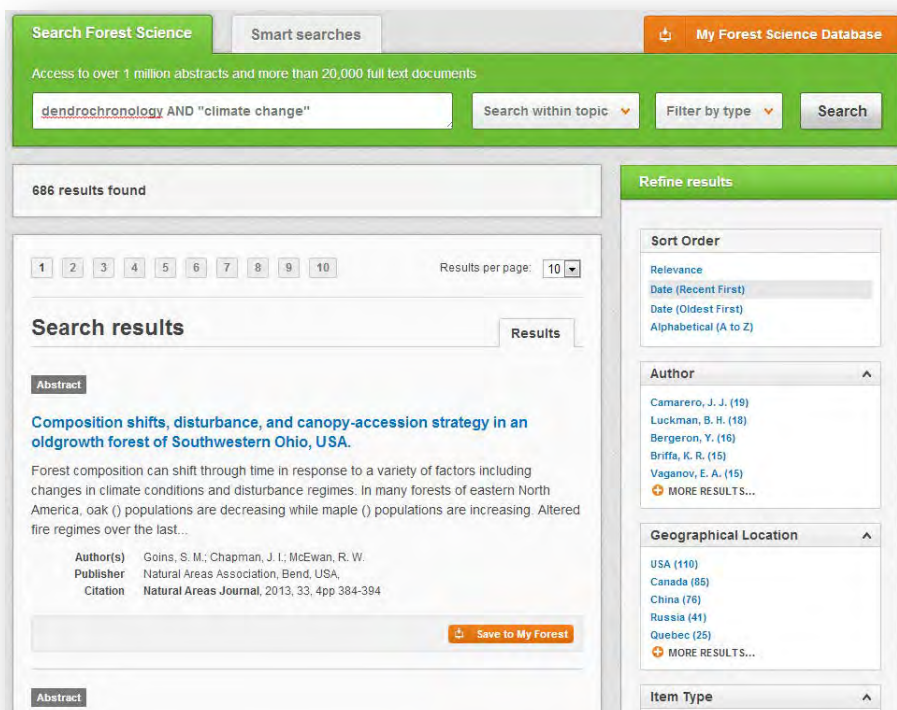 Search Forest Science
Smart searches
My Forest Science Database
Access to over 1 million abstracts and more than 20,000 full text documents
dendrochronology AND "climate change"
Search within topic
Filter by type
Search
686 results found
1 2 3 4 5 6 7 8 9 10
Results per page: 10
Search results
Results
Abstract
Composition shifts, disturbance, and canopy-accession strategy in an
oldgrowth forest of Southwestern Ohio, USA.
Forest composition can shift through time in response to a variety of factors including
changes in climate conditions and disturbance regimes. In many forests of eastern North
America, oak () populations are decreasing while maple () populations are increasing. Altered
fire regimes over the last...
Author(s) Goins, S. M.; Chapman, J. I.; McEwan, R. W.
Publisher Natural Areas Association, Bend, USA,
Citation Natural Areas Journal, 2013, 33, 4pp 384-394
Save to My Forest
Abstract
Refine results
Sort Order
Relevance
Date (Recent First)
Date (Oldest First)
Alphabetical (A to Z)
Author
Camarero, J. J. (19)
Luckman, B. H. (18)
Bergeron, Y. (16)
Briffa, K. R. (15)
Vaganov, E. A. (15)
MORE RESULTS...
Geographical Location
USA (110)
Canada (85)
China (76)
Russia (41)
Quebec (25)
MORE RESULTS...
Item Type